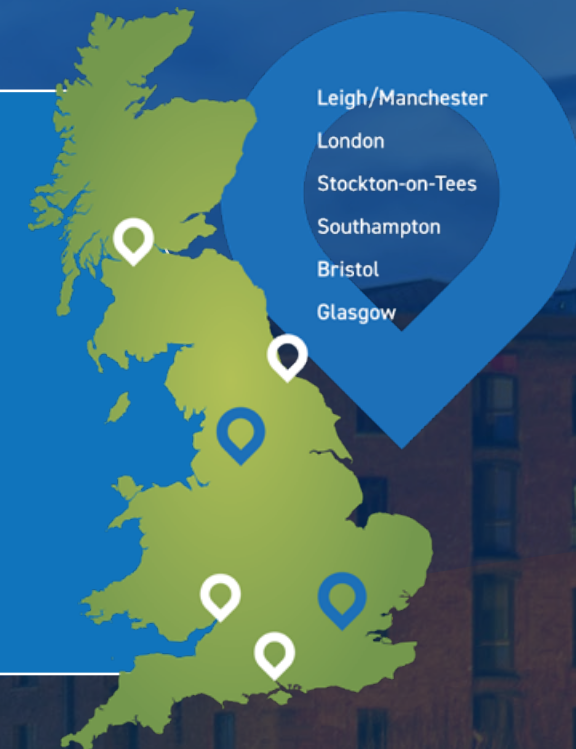 Leigh/Manchester
London
Stockton-on-Tees
Southampton
Bristol
Glasgow